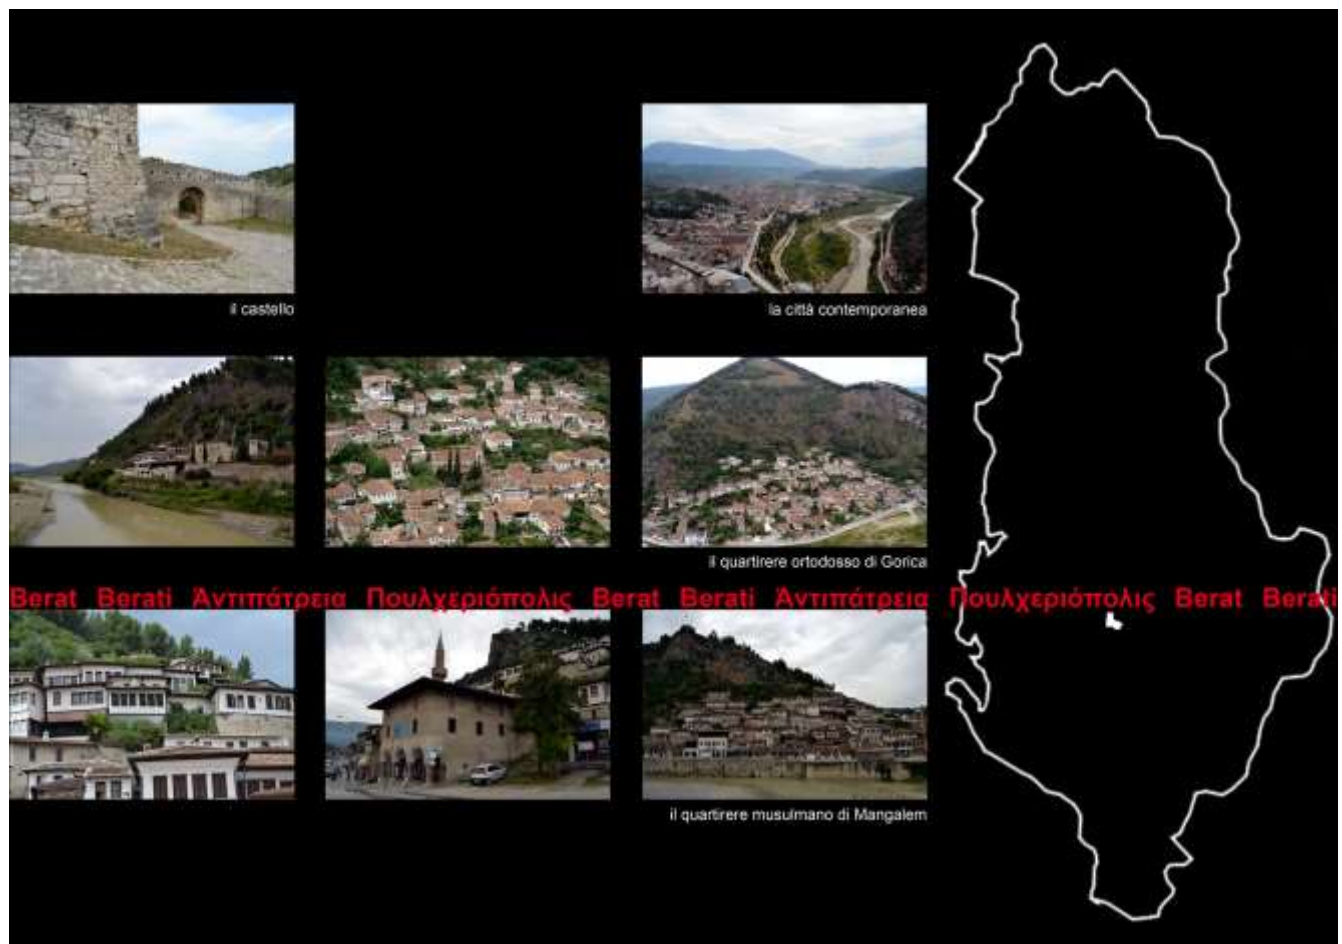 il castello
la città contemporanea
il quartirere ortodosso di Gorica
Berat Berati Ἀντιπάτρεια Πουλχεριόπολις Berat Berati Ἀντιπάτρεια Πουλχεριόπολις Berat Berati
il quartirere musulmano di Mangalem